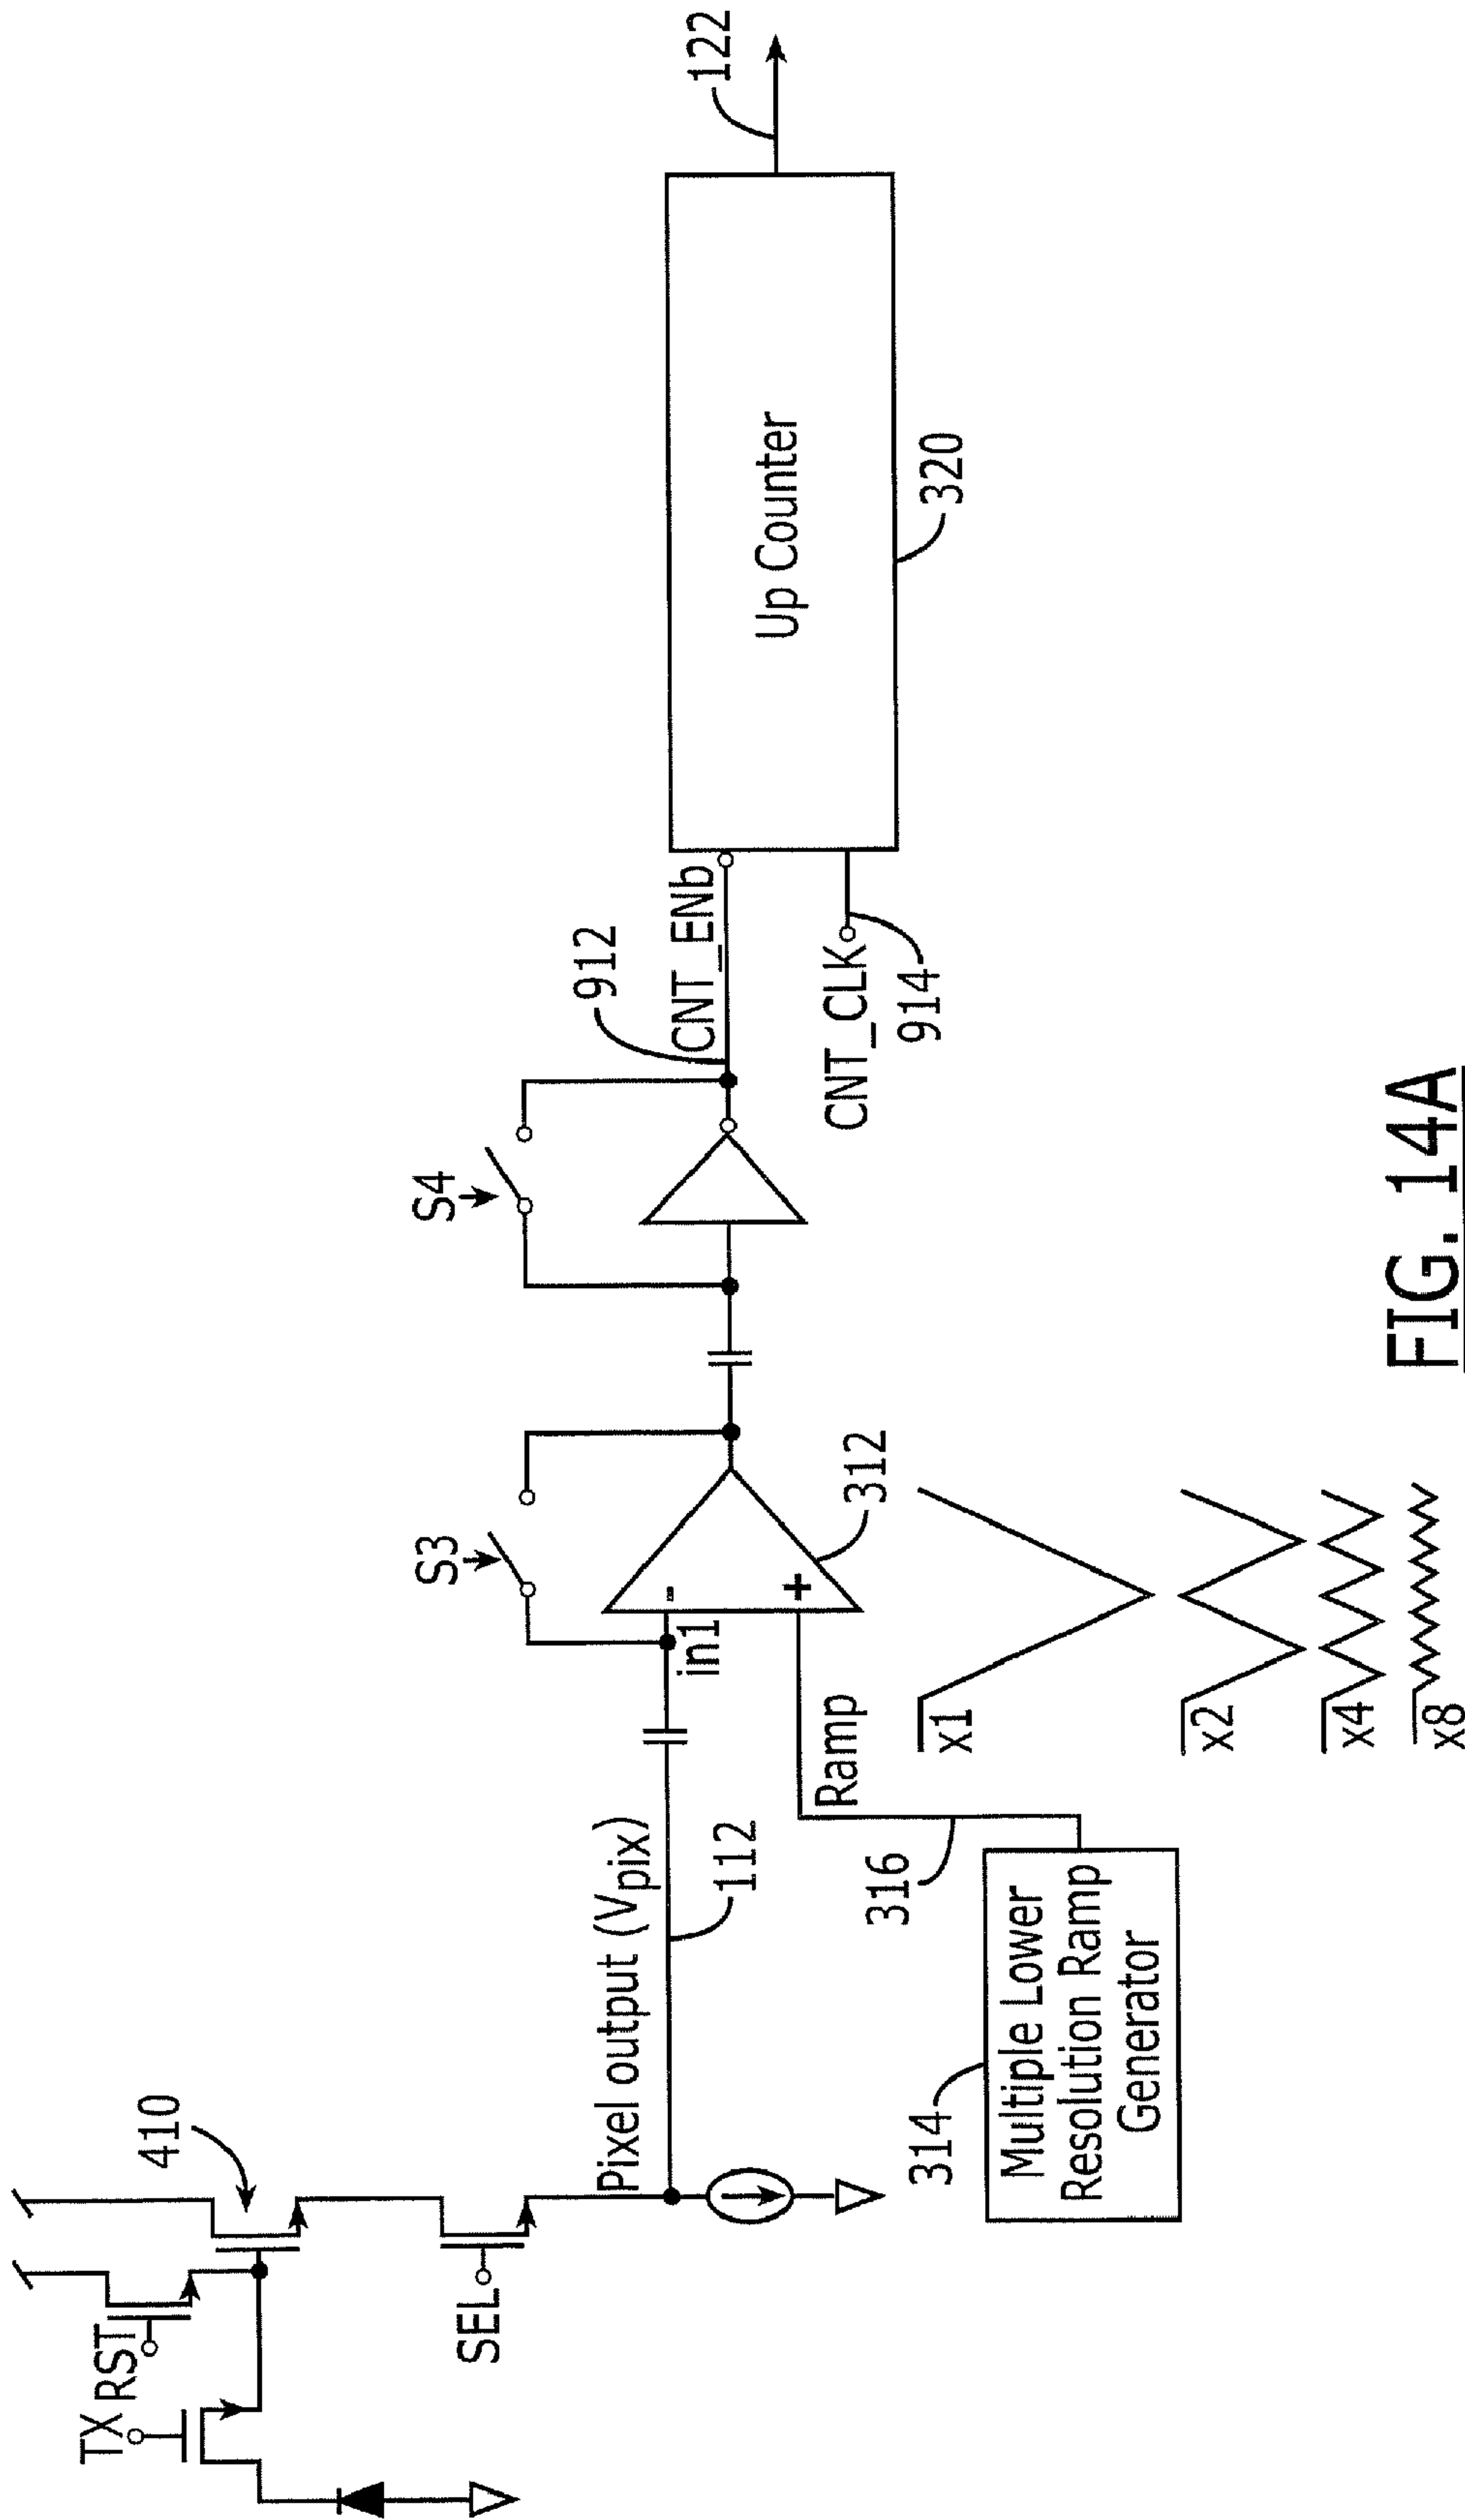 TX
RST
410
SEL
Pixel output (Vpix)
112
314
Multiple Lower
Resolution Ramp
Generator
316
Ramp
in1
-
+
S3
312
x1
x2
x4
x8
S4
912
CNT_ENb
CNT_CLK
914
Up Counter
320
122
FIG. 14A